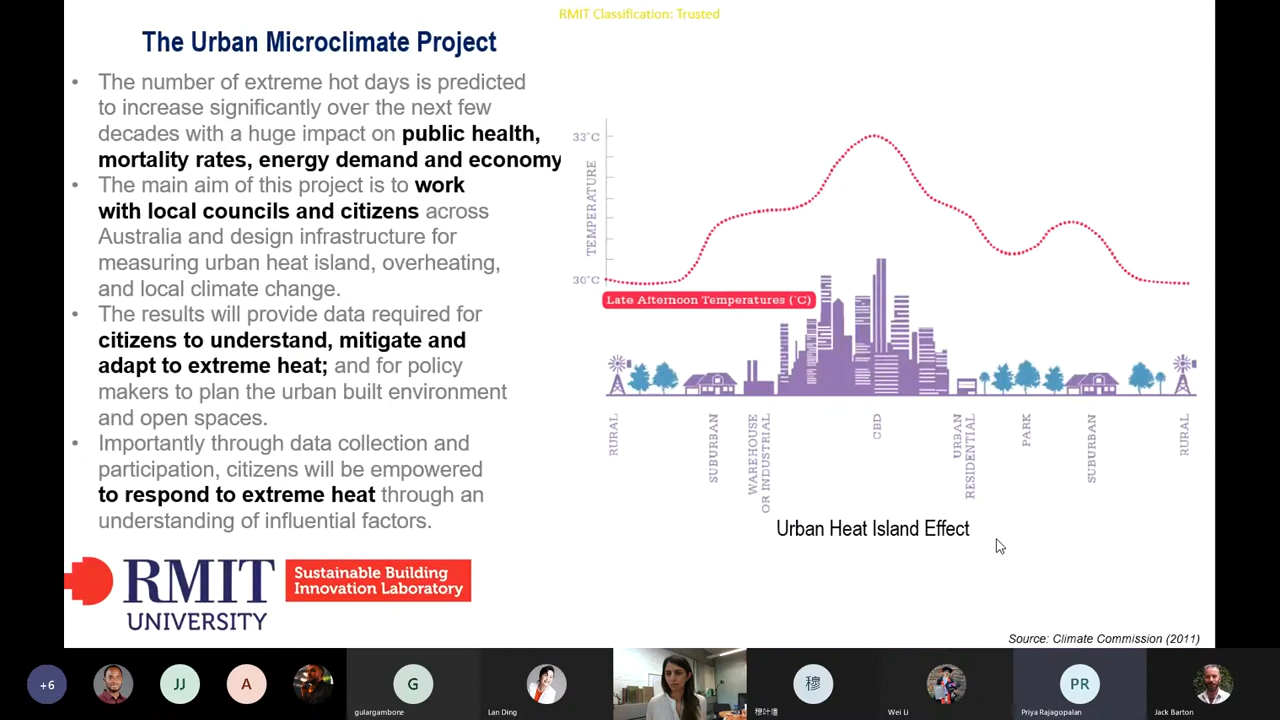 RMIT Classification: Trusted
The Urban Microclimate Project
• The number of extreme hot days is predicted
to increase significantly over the next few
decades with a huge impact on public health,
mortality rates, energy demand and economy
• The main aim of this project is to work
with local councils and citizens across
Australia and design infrastructure for
measuring urban heat island, overheating,
and local climate change.
• The results will provide data required for
citizens to understand, mitigate and
adapt to extreme heat; and for policy
makers to plan the urban built environment
and open spaces.
• Importantly through data collection and
participation, citizens will be empowered
to respond to extreme heat through an
understanding of influential factors.
33°C
TEMPERATURE
30°C
Late Afternoon Temperatures (°C)
RURAL
SUBURBAN
WAREHOUSE
OR INDUSTRIAL
CBD
URBAN
RESIDENTIAL
PARK
SUBURBAN
RURAL
Urban Heat Island Effect
RMIT
UNIVERSITY
Sustainable Building
Innovation Laboratory
Source: Climate Commission (2011)
+6
JJ
A
G
gulargambone
Lan Ding
穆
Wei Li
PR
Priya Rajagopalan
Jack Barton